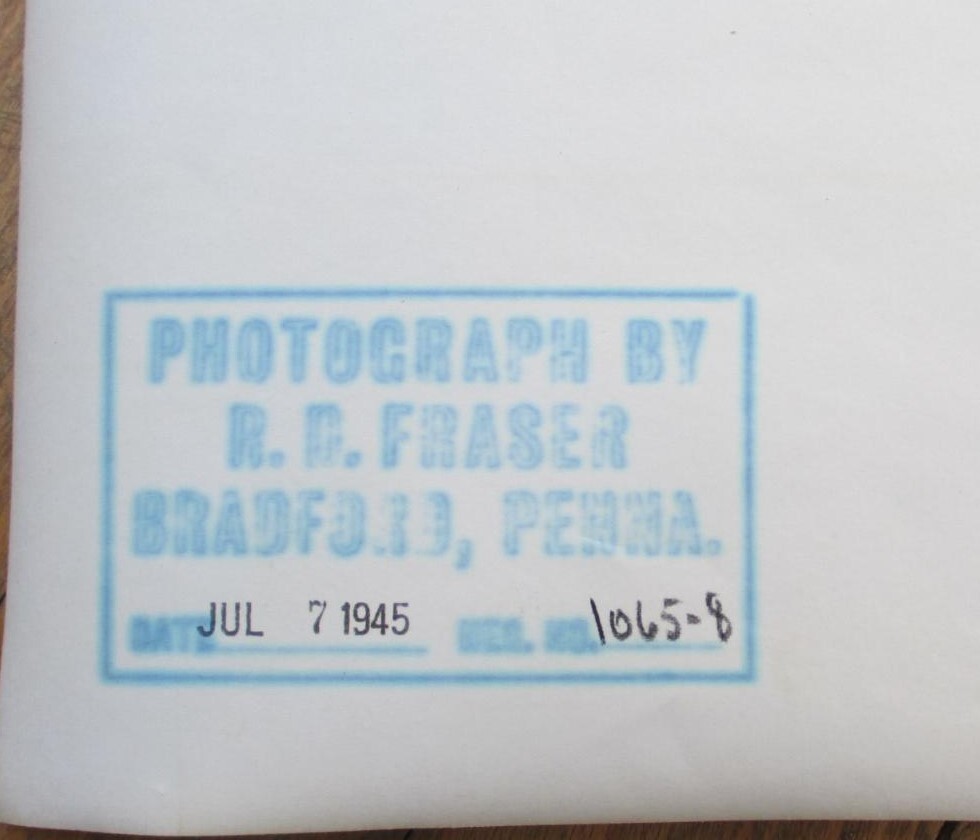 PHOTOGRAPH BY
R. D. FRASER
BRADFORD, PENNA.
DATE JUL 7 1945 NEG. NO. 1065-8